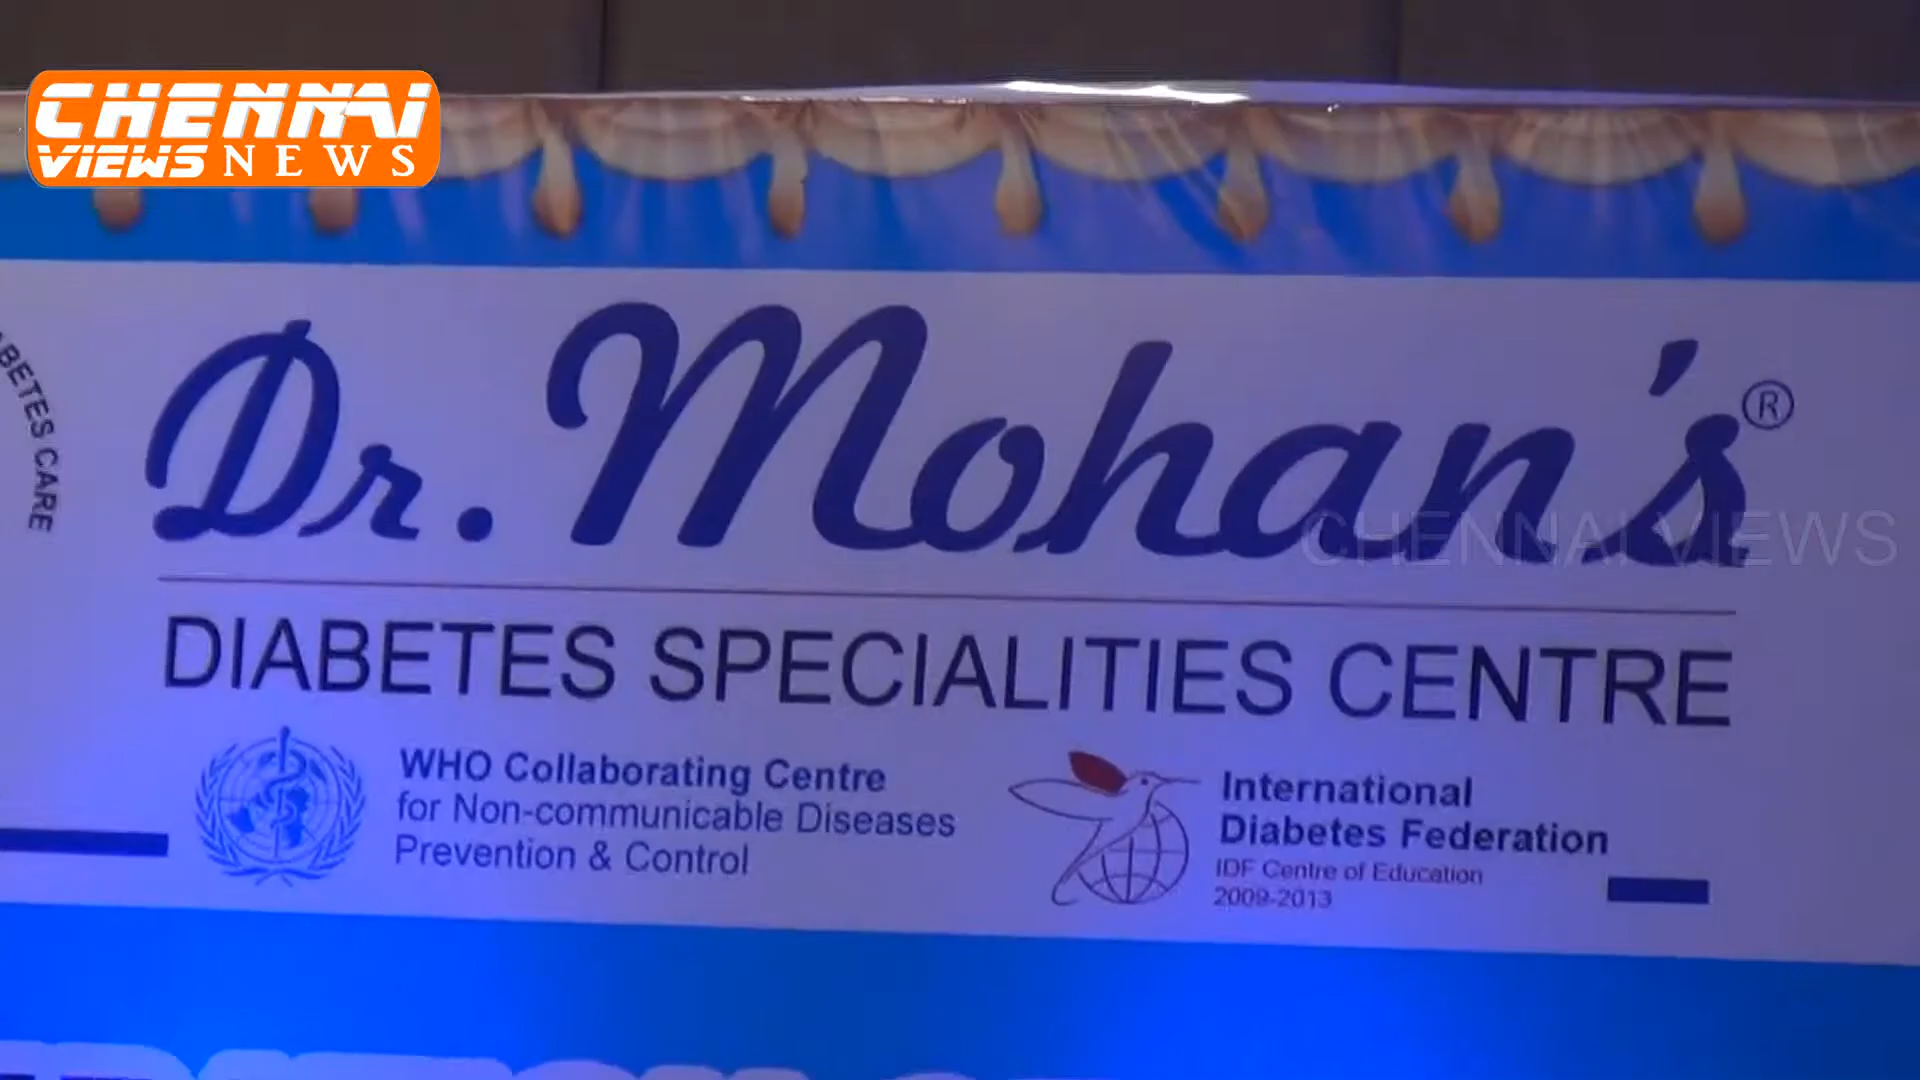 CHENNAI
VIEWS NEWS
Dr. Mohan's®
DIABETES SPECIALITIES CENTRE
WHO Collaborating Centre
for Non-communicable Diseases
Prevention & Control
International
Diabetes Federation
IDF Centre of Education
2009-2013
CARE
CHENNAI VIEWS